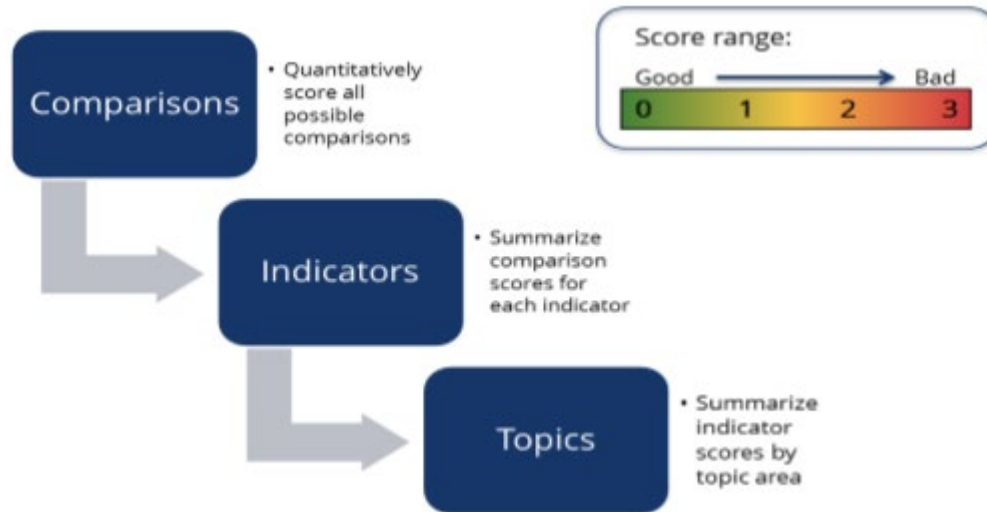 Comparisons
• Quantitatively
score all
possible
comparisons
Score range:
Good Bad
0 1 2 3
Indicators
• Summarize
comparison
scores for
each indicator
Topics
• Summarize
indicator
scores by
topic area